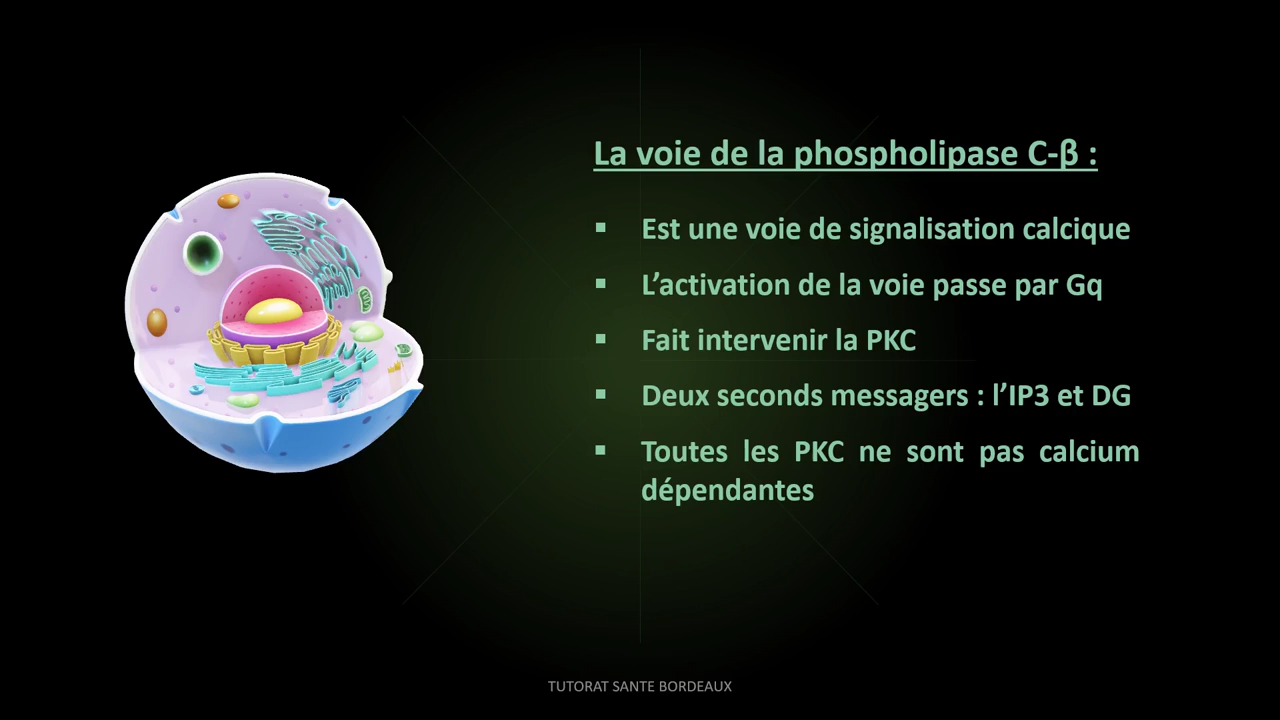 La voie de la phospholipase C-β :
▪ Est une voie de signalisation calcique
▪ L’activation de la voie passe par Gq
▪ Fait intervenir la PKC
▪ Deux seconds messagers : l’IP3 et DG
▪ Toutes les PKC ne sont pas calcium
dépendantes
TUTORAT SANTE BORDEAUX